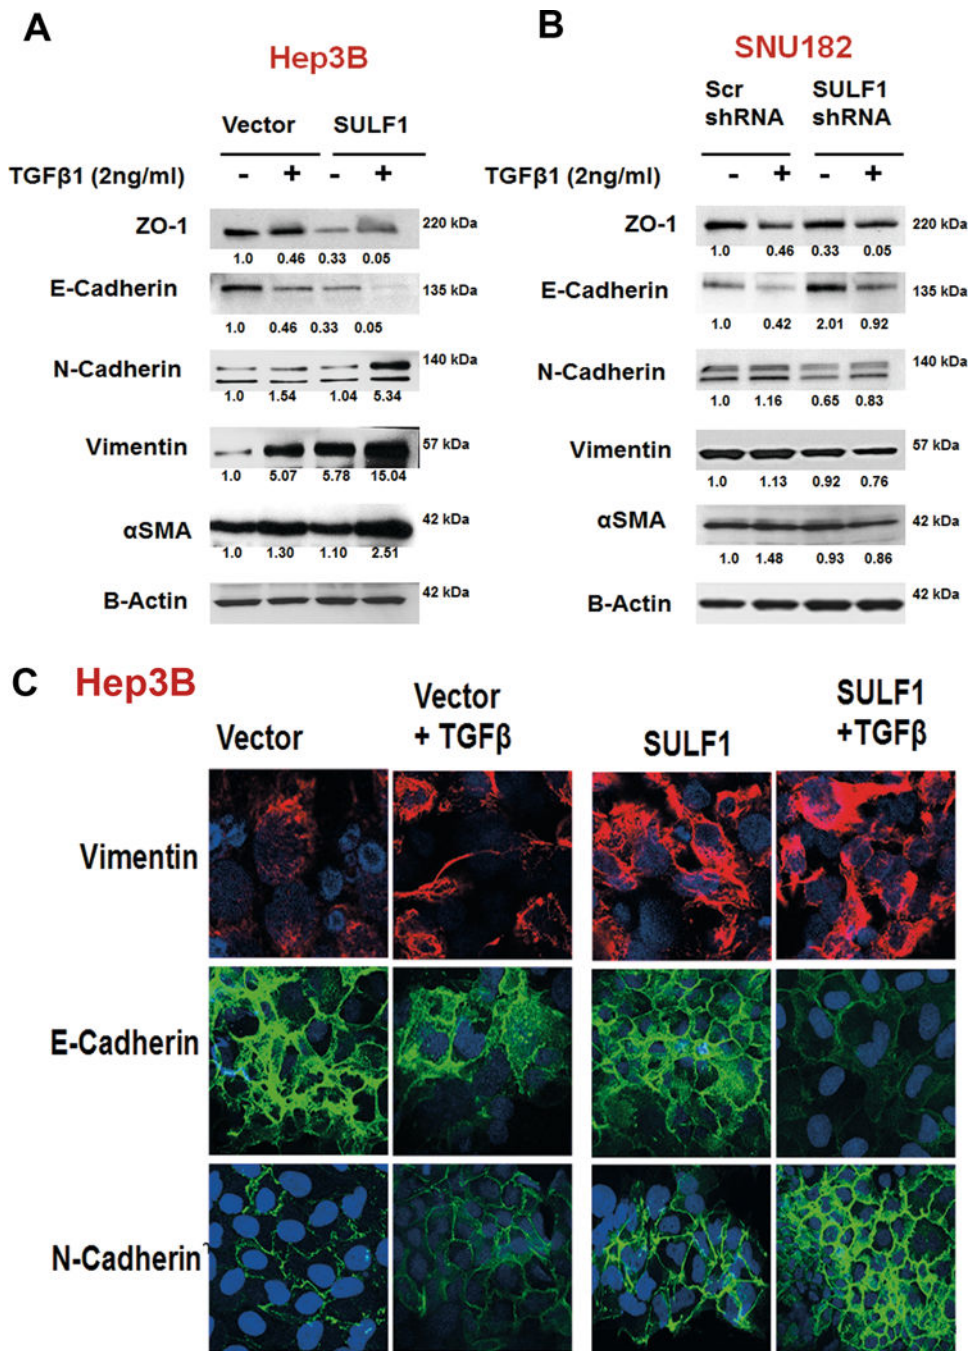 A
Hep3B
Vector SULF1
TGFβ1 (2ng/ml) - + - +
ZO-1 220 kDa
1.0 0.46 0.33 0.05
E-Cadherin 135 kDa
1.0 0.46 0.33 0.05
N-Cadherin 140 kDa
1.0 1.54 1.04 5.34
Vimentin 57 kDa
1.0 5.07 5.78 15.04
αSMA 42 kDa
1.0 1.30 1.10 2.51
B-Actin 42 kDa
B
SNU182
Scr SULF1
shRNA shRNA
TGFβ1 (2ng/ml) - + - +
ZO-1 220 kDa
1.0 0.46 0.33 0.05
E-Cadherin 135 kDa
1.0 0.42 2.01 0.92
N-Cadherin 140 kDa
1.0 1.16 0.65 0.83
Vimentin 57 kDa
1.0 1.13 0.92 0.76
αSMA 42 kDa
1.0 1.48 0.93 0.86
B-Actin 42 kDa
C Hep3B
Vector Vector + TGFβ SULF1 SULF1 +TGFβ
Vimentin
E-Cadherin
N-Cadherin